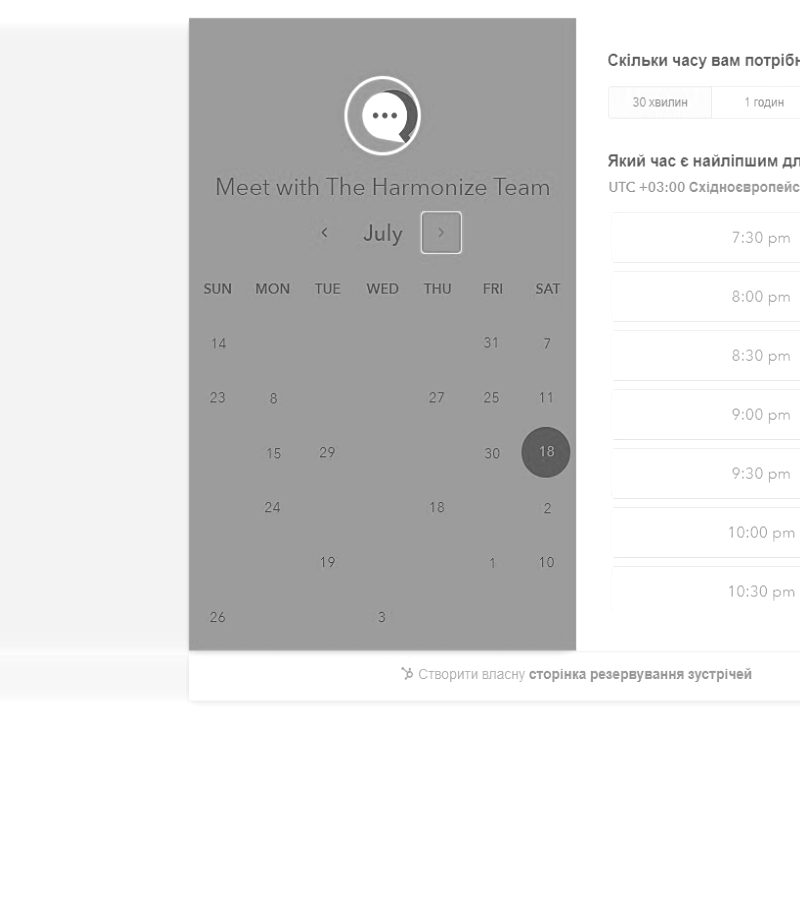 Meet with The Harmonize Team
July
SUN MON TUE WED THU FRI SAT
14 31 7
23 8 27 25 11
15 29 30 18
24 18 2
19 1 10
26 3
Скільки часу вам
30 хвилин 1 годин
Який час є найліпшим
UTC +03:00
7:30 pm
8:00 pm
8:30 pm
9:00 pm
9:30 pm
10:00 pm
10:30 pm
Створити власну сторінка резервування зустрічей